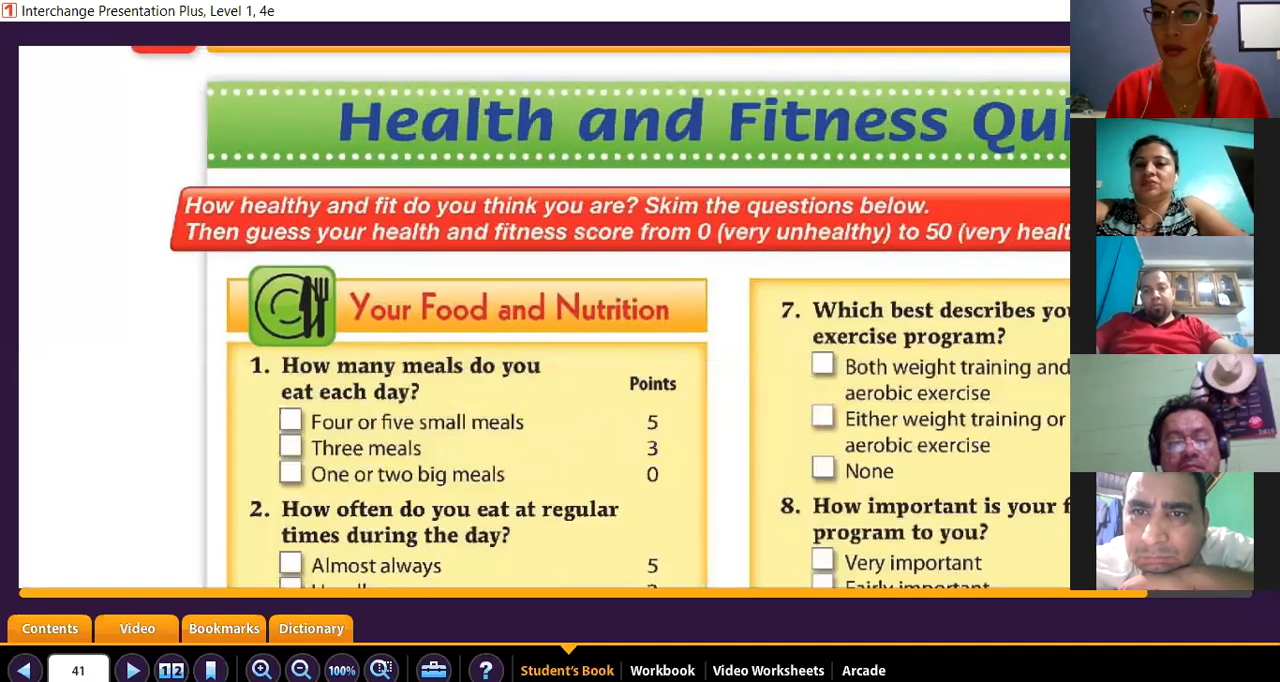 Interchange Presentation Plus, Level 1, 4e
Health and Fitness Qui
How healthy and fit do you think you are? Skim the questions below.
Then guess your health and fitness score from 0 (very unhealthy) to 50 (very healt
Your Food and Nutrition
1. How many meals do you
eat each day?
Points
Four or five small meals 5
Three meals 3
One or two big meals 0
2. How often do you eat at regular
times during the day?
Almost always 5
7. Which best describes yo
exercise program?
Both weight training and
aerobic exercise
Either weight training or
aerobic exercise
None
8. How important is your f
program to you?
Very important
Fairly important
Contents Video Bookmarks Dictionary
41 12 100% ? Student's Book Workbook Video Worksheets Arcade